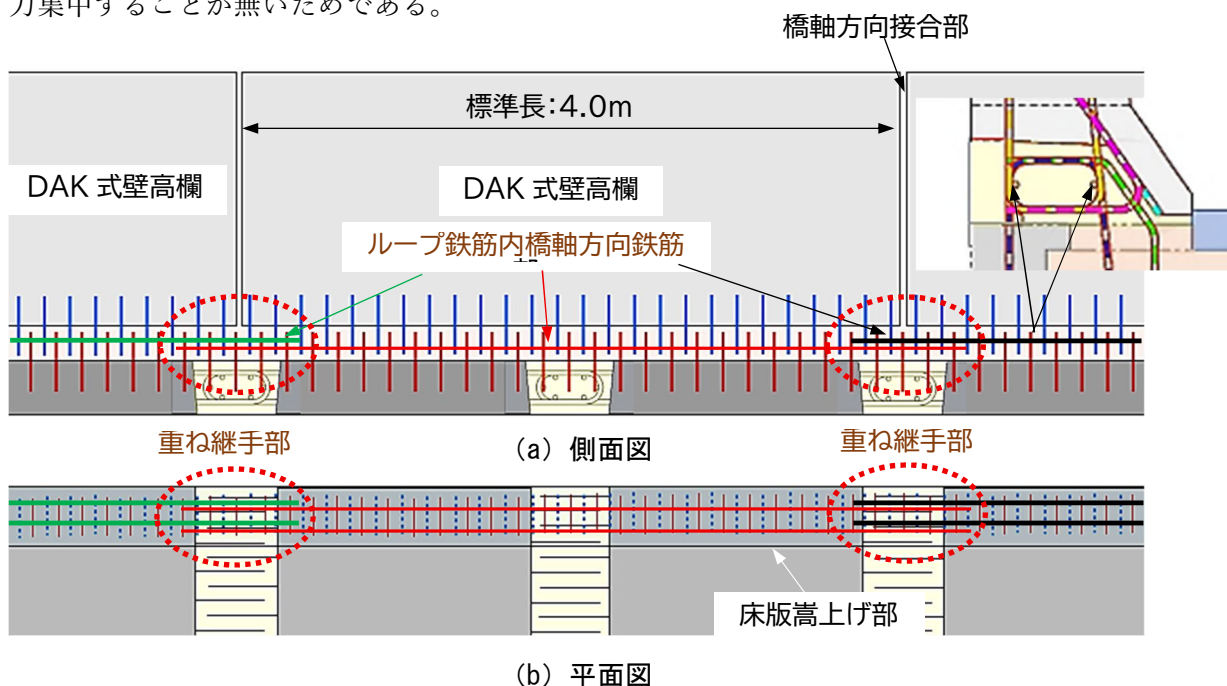 力集中することが無いためである。
橋軸方向接合部
標準長:4.0m
DAK 式壁高欄
DAK 式壁高欄
ループ鉄筋内橋軸方向鉄筋
重ね継手部
(a) 側面図
重ね継手部
床版嵩上げ部
(b) 平面図